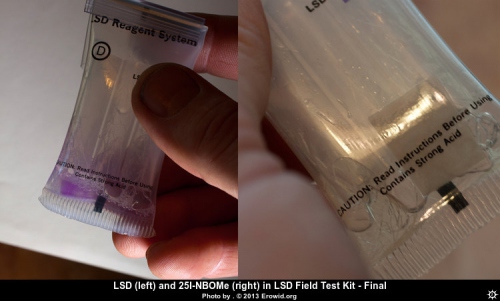 LSD Reagent System
D
LS
CAUTION: Read Instructions Before Using
Contains Strong Acid
LSD
CAUTION: Read Instructions Before Using
Contains Strong Acid
LSD (left) and 25I-NBOMe (right) in LSD Field Test Kit - Final
Photo by . © 2013 Erowid.org